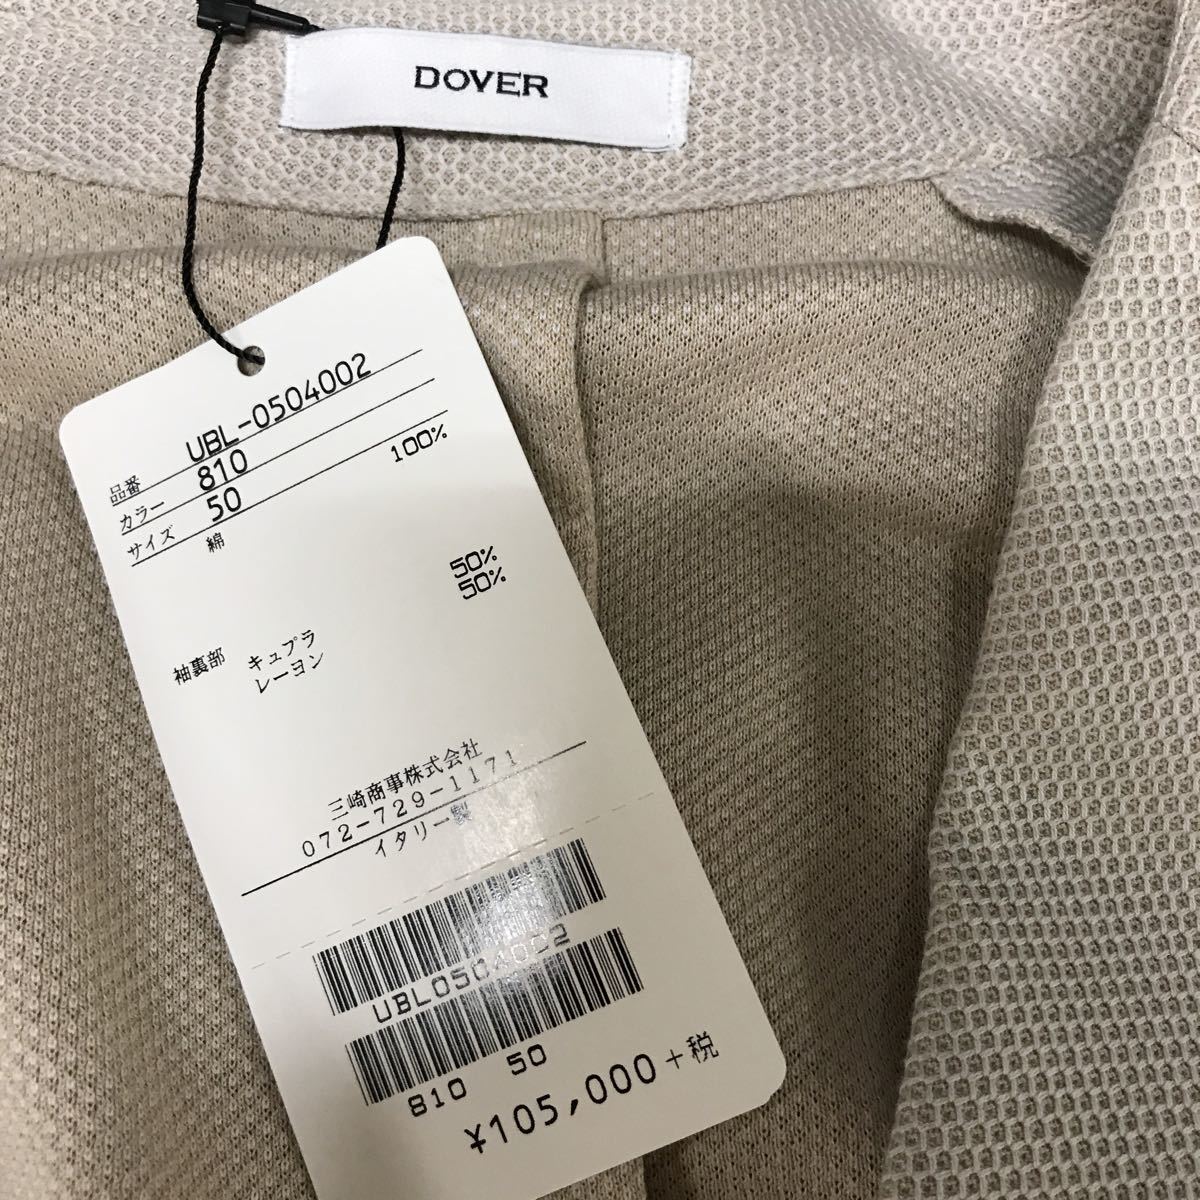 DOVER
品番 UBL-0504002
カラー 810
サイズ 50
綿 100%
50%
50%
袖裏部 キュプラ
レーヨン
三崎商事株式会社
072-729-1171
イタリー製
UBL0504002
810 50
¥105,000+税